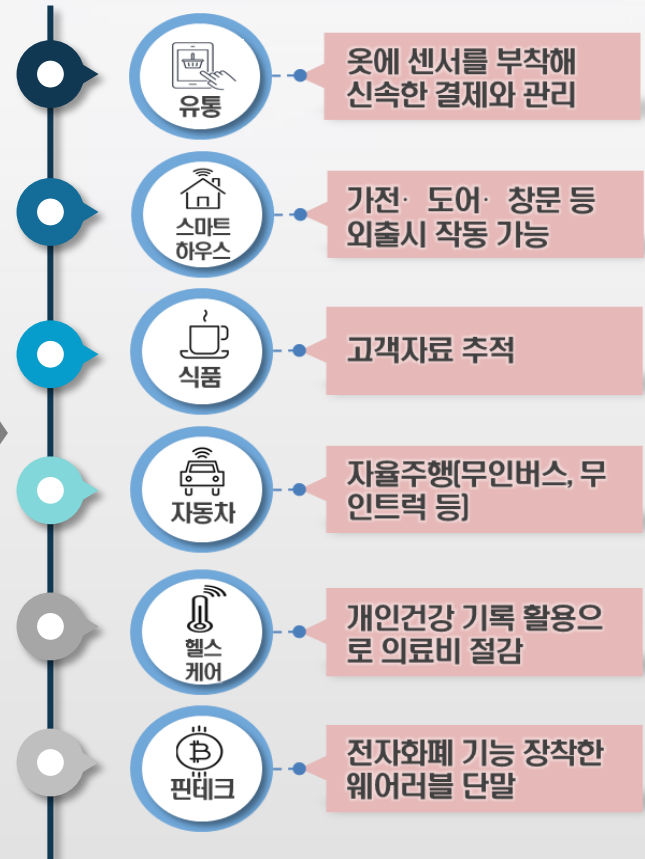 유통
옷에 센서를 부착해
신속한 결제와 관리
스마트
하우스
가전· 도어· 창문 등
외출시 작동 가능
식품
고객자료 추적
자동차
자율주행(무인버스, 무
인트럭 등)
헬스
케어
개인건강 기록 활용으
로 의료비 절감
핀테크
전자화폐 기능 장착한
웨어러블 단말